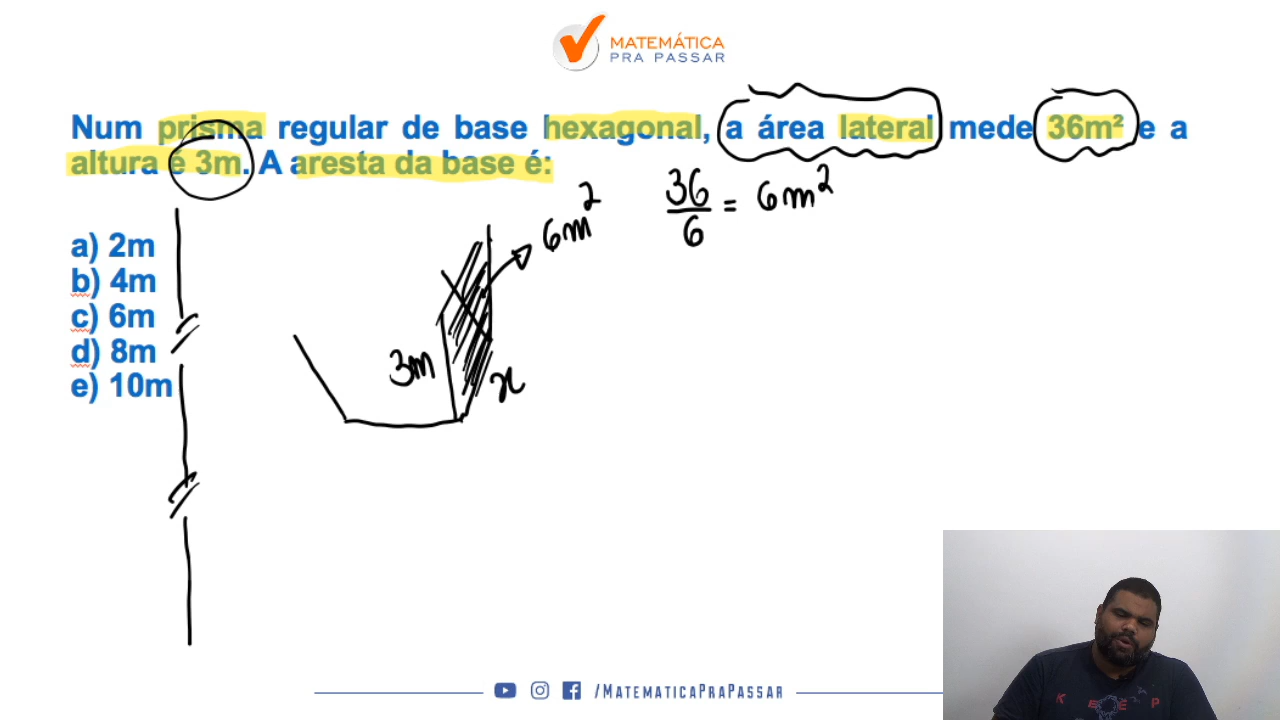 MATEMÁTICA
PRA PASSAR
Num prisma regular de base hexagonal, a área lateral mede 36m² e a
altura é 3m. A aresta da base é:
36/6 = 6m²
6m²
a) 2m
b) 4m
c) 6m
d) 8m
e) 10m
3m
x
/MATEMATICAPRAPASSAR
K E E P